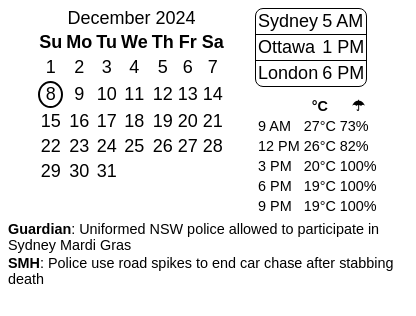 December 2024
Su Mo Tu We Th Fr Sa
1 2 3 4 5 6 7
8 9 10 11 12 13 14
15 16 17 18 19 20 21
22 23 24 25 26 27 28
29 30 31
Sydney 5 AM
Ottawa 1 PM
London 6 PM
°C ☂
9 AM 27°C 73%
12 PM 26°C 82%
3 PM 20°C 100%
6 PM 19°C 100%
9 PM 19°C 100%
Guardian: Uniformed NSW police allowed to participate in
Sydney Mardi Gras
SMH: Police use road spikes to end car chase after stabbing
death